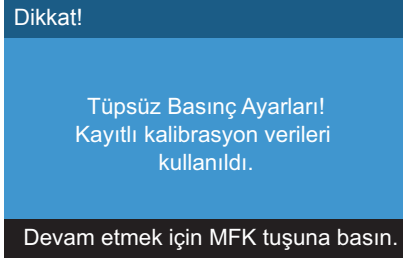 Dikkat!
Tüpsüz Basınç Ayarları!
Kayıtlı kalibrasyon verileri
kullanıldı.
Devam etmek için MFK tuşuna basın.